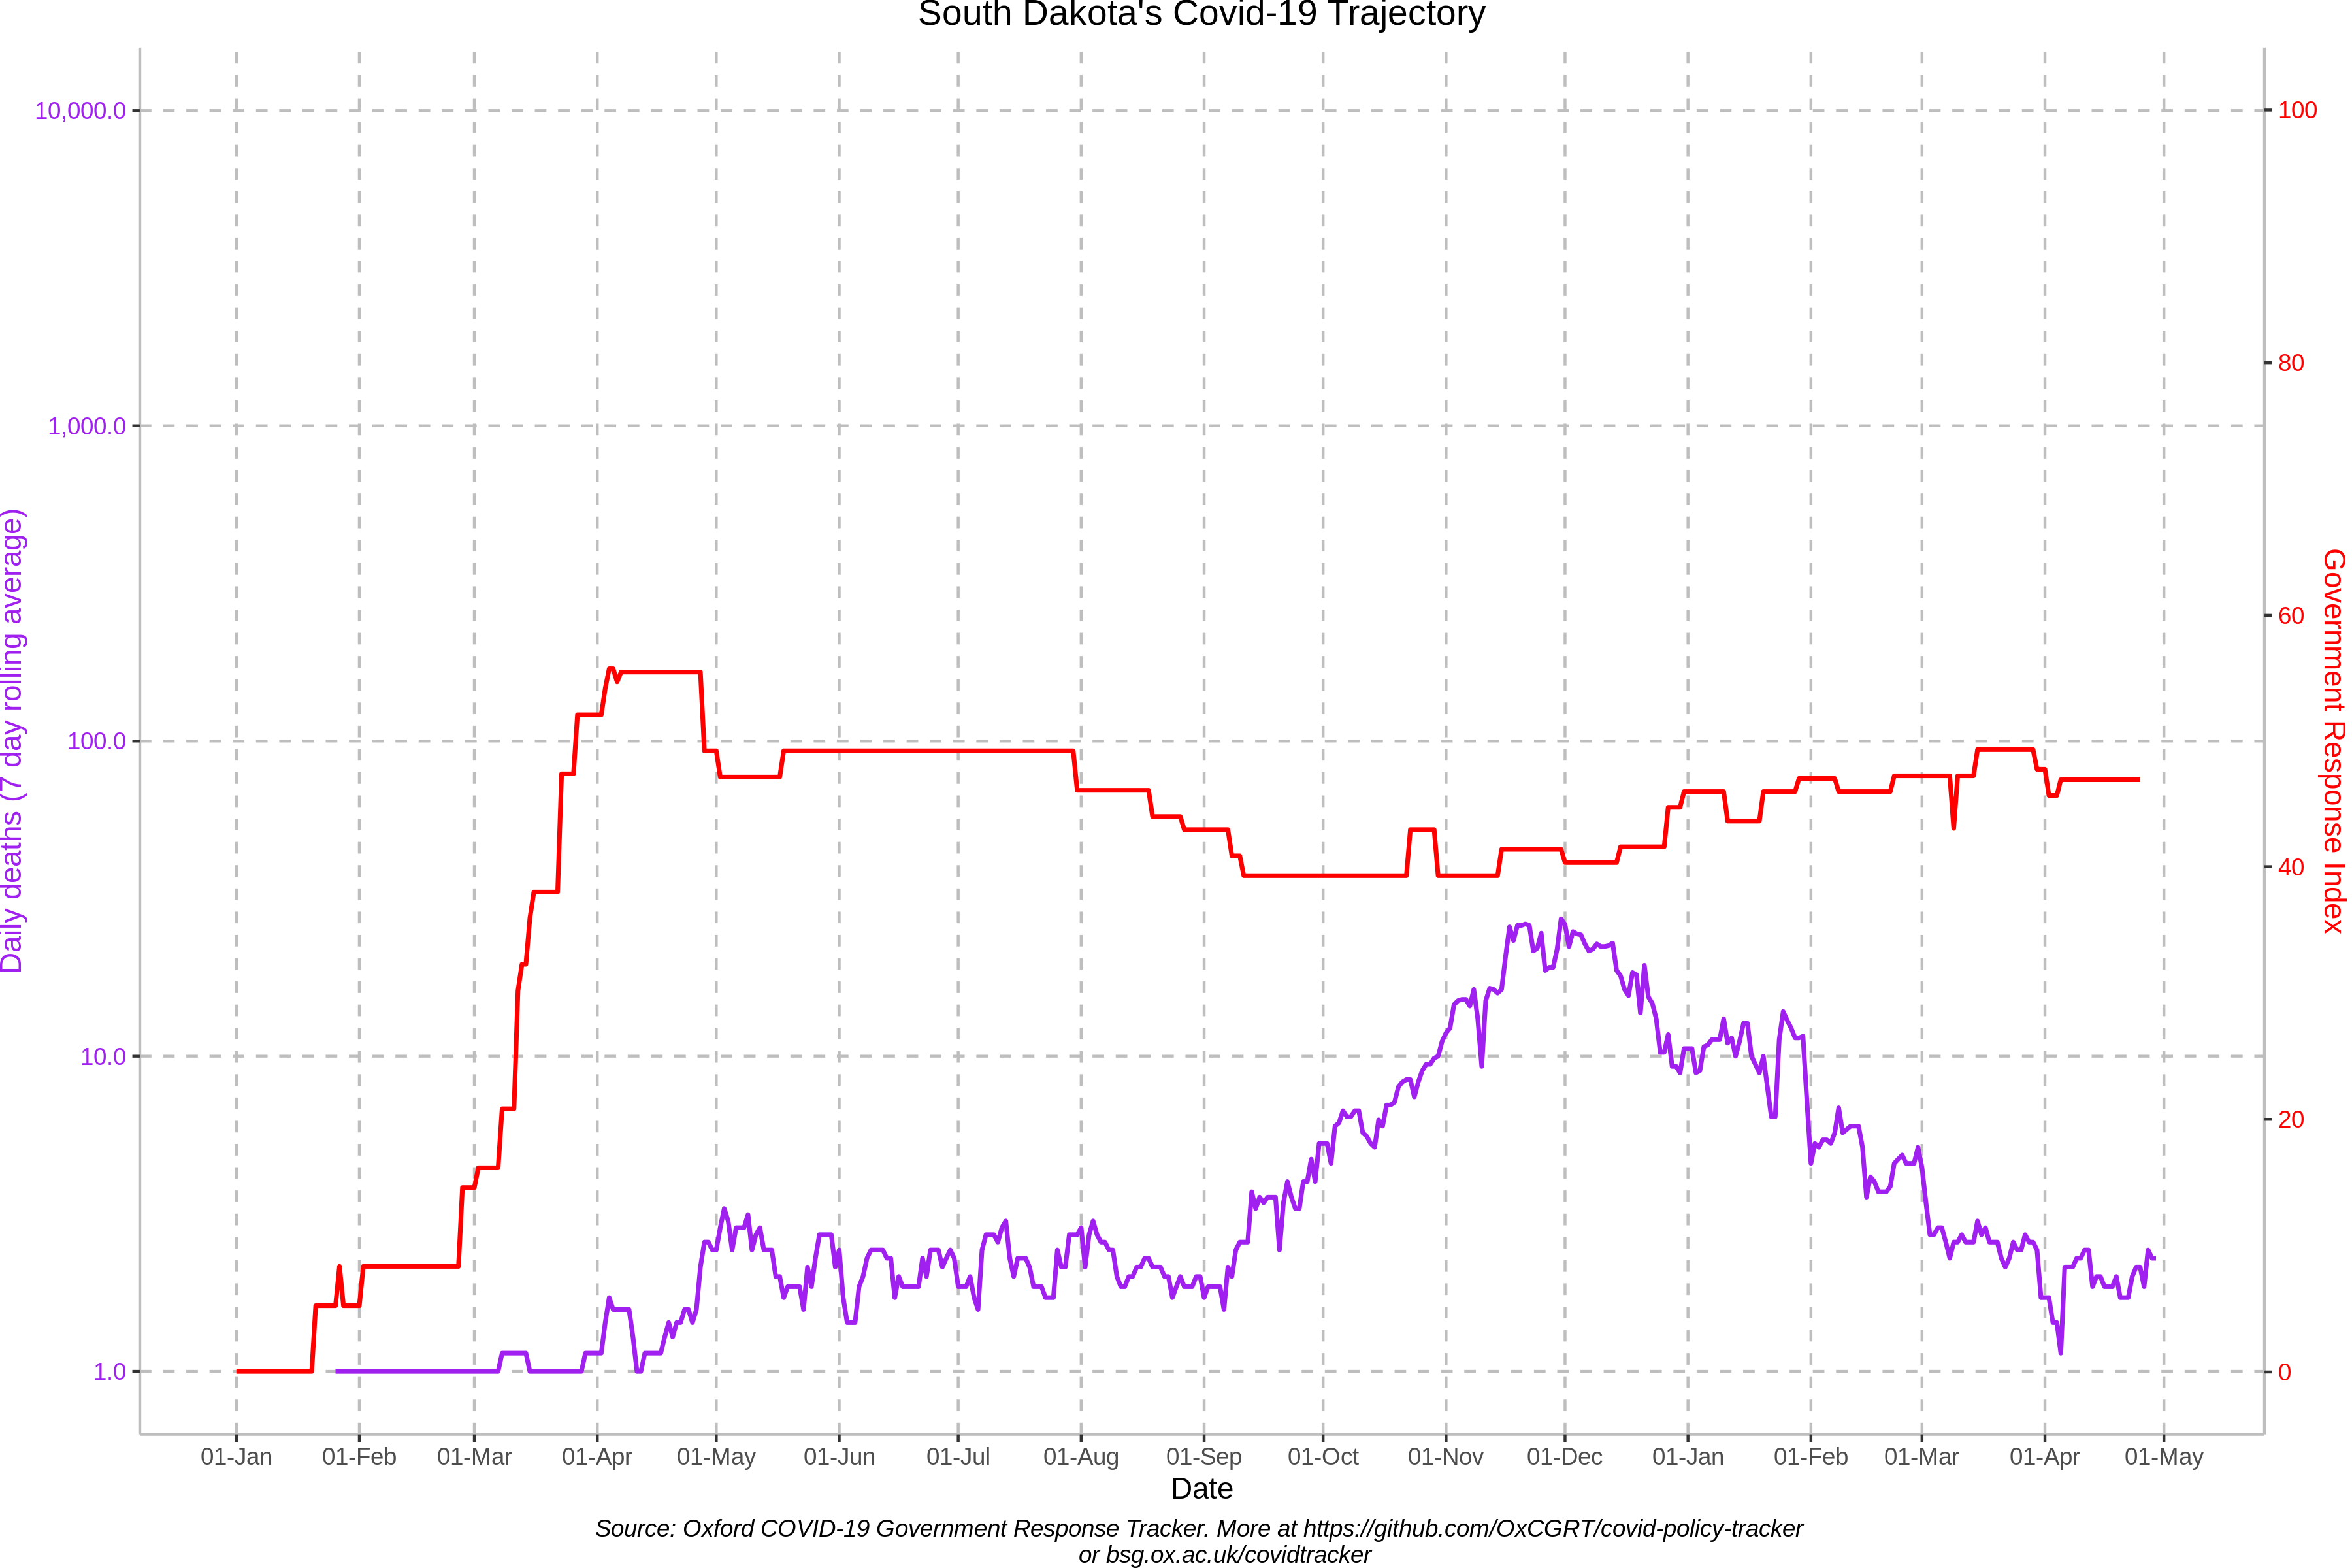 South Dakota's Covid-19 Trajectory
Daily deaths (7 day rolling average)
10,000.0
1,000.0
100.0
10.0
1.0
100
80
60
40
20
0
Government Response Index
01-Jan 01-Feb 01-Mar 01-Apr 01-May 01-Jun 01-Jul 01-Aug 01-Sep 01-Oct 01-Nov 01-Dec 01-Jan 01-Feb 01-Mar 01-Apr 01-May
Date
Source: Oxford COVID-19 Government Response Tracker. More at https://github.com/OxCGRT/covid-policy-tracker
or bsg.ox.ac.uk/covidtracker